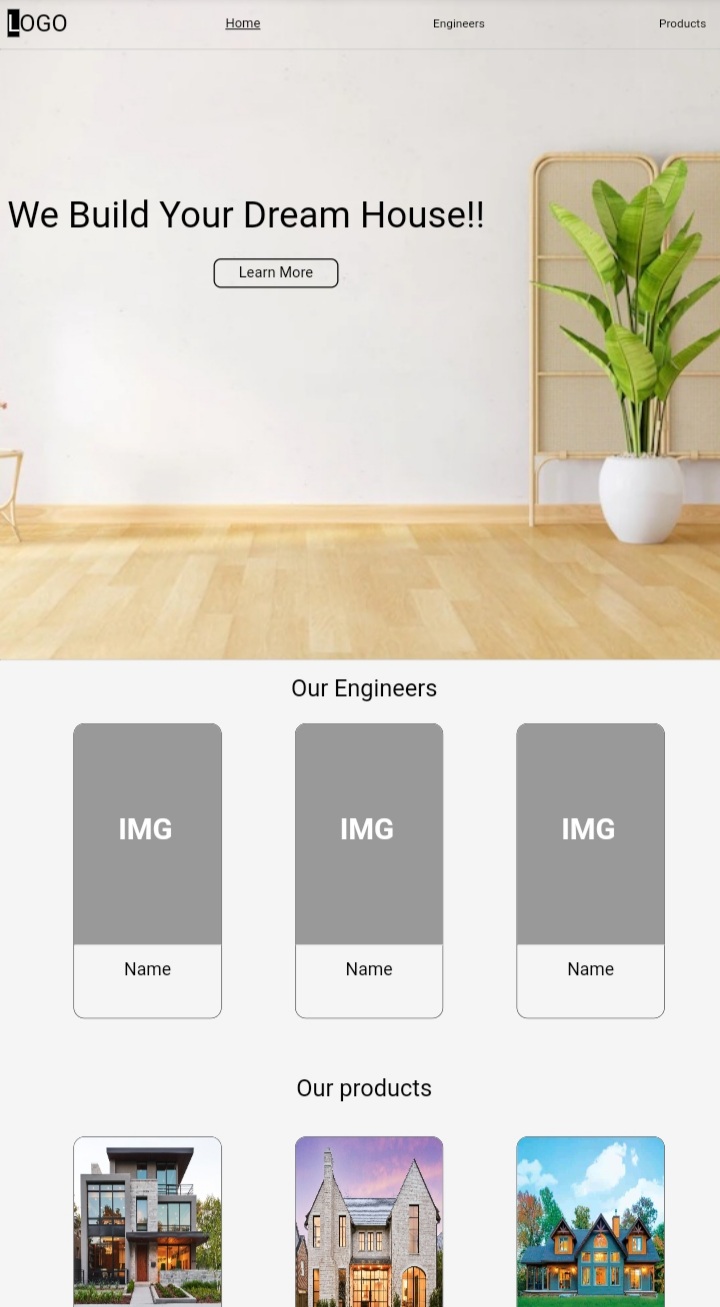 LOGO
Home
Engineers
Products
We Build Your Dream House!!
Learn More
Our Engineers
IMG
IMG
IMG
Name
Name
Name
Our products